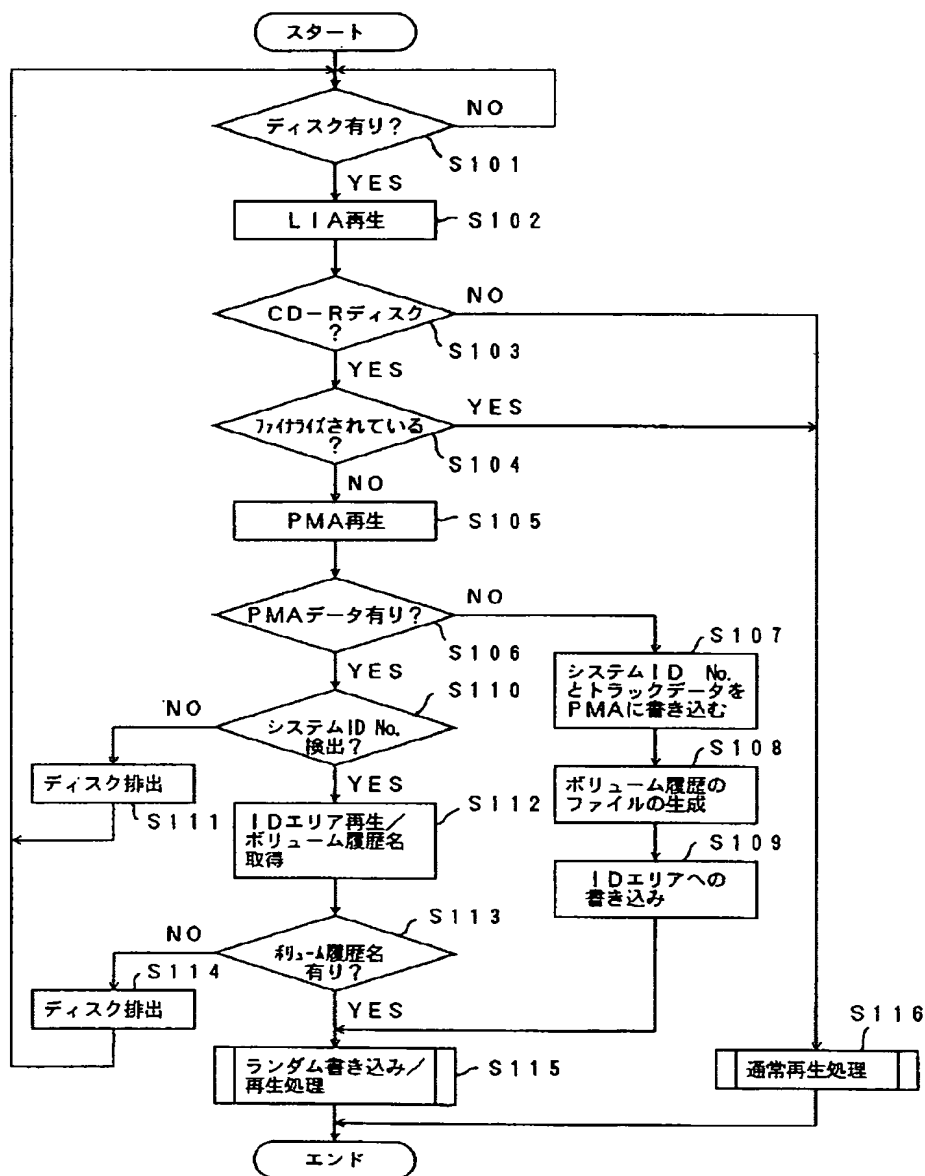 スタート
NO
ディスク有り?
S101
YES
LIA再生
S102
NO
CD-Rディスク
?
S103
YES
YES
ファイナライズされている
?
S104
NO
PMA再生
S105
NO
PMAデータ有り?
S106
S107
YES
システムID No.
とトラックデータを
PMAに書き込む
S110
NO
システムID No.
検出?
S108
ボリューム履歴の
ファイルの生成
YES
ディスク排出
S111
S112
IDエリア再生/
ボリューム履歴名
取得
S109
IDエリアへの
書き込み
S113
NO
ボリューム履歴名
有り?
S114
ディスク排出
YES
S116
ランダム書き込み/
再生処理
S115
通常再生処理
エンド